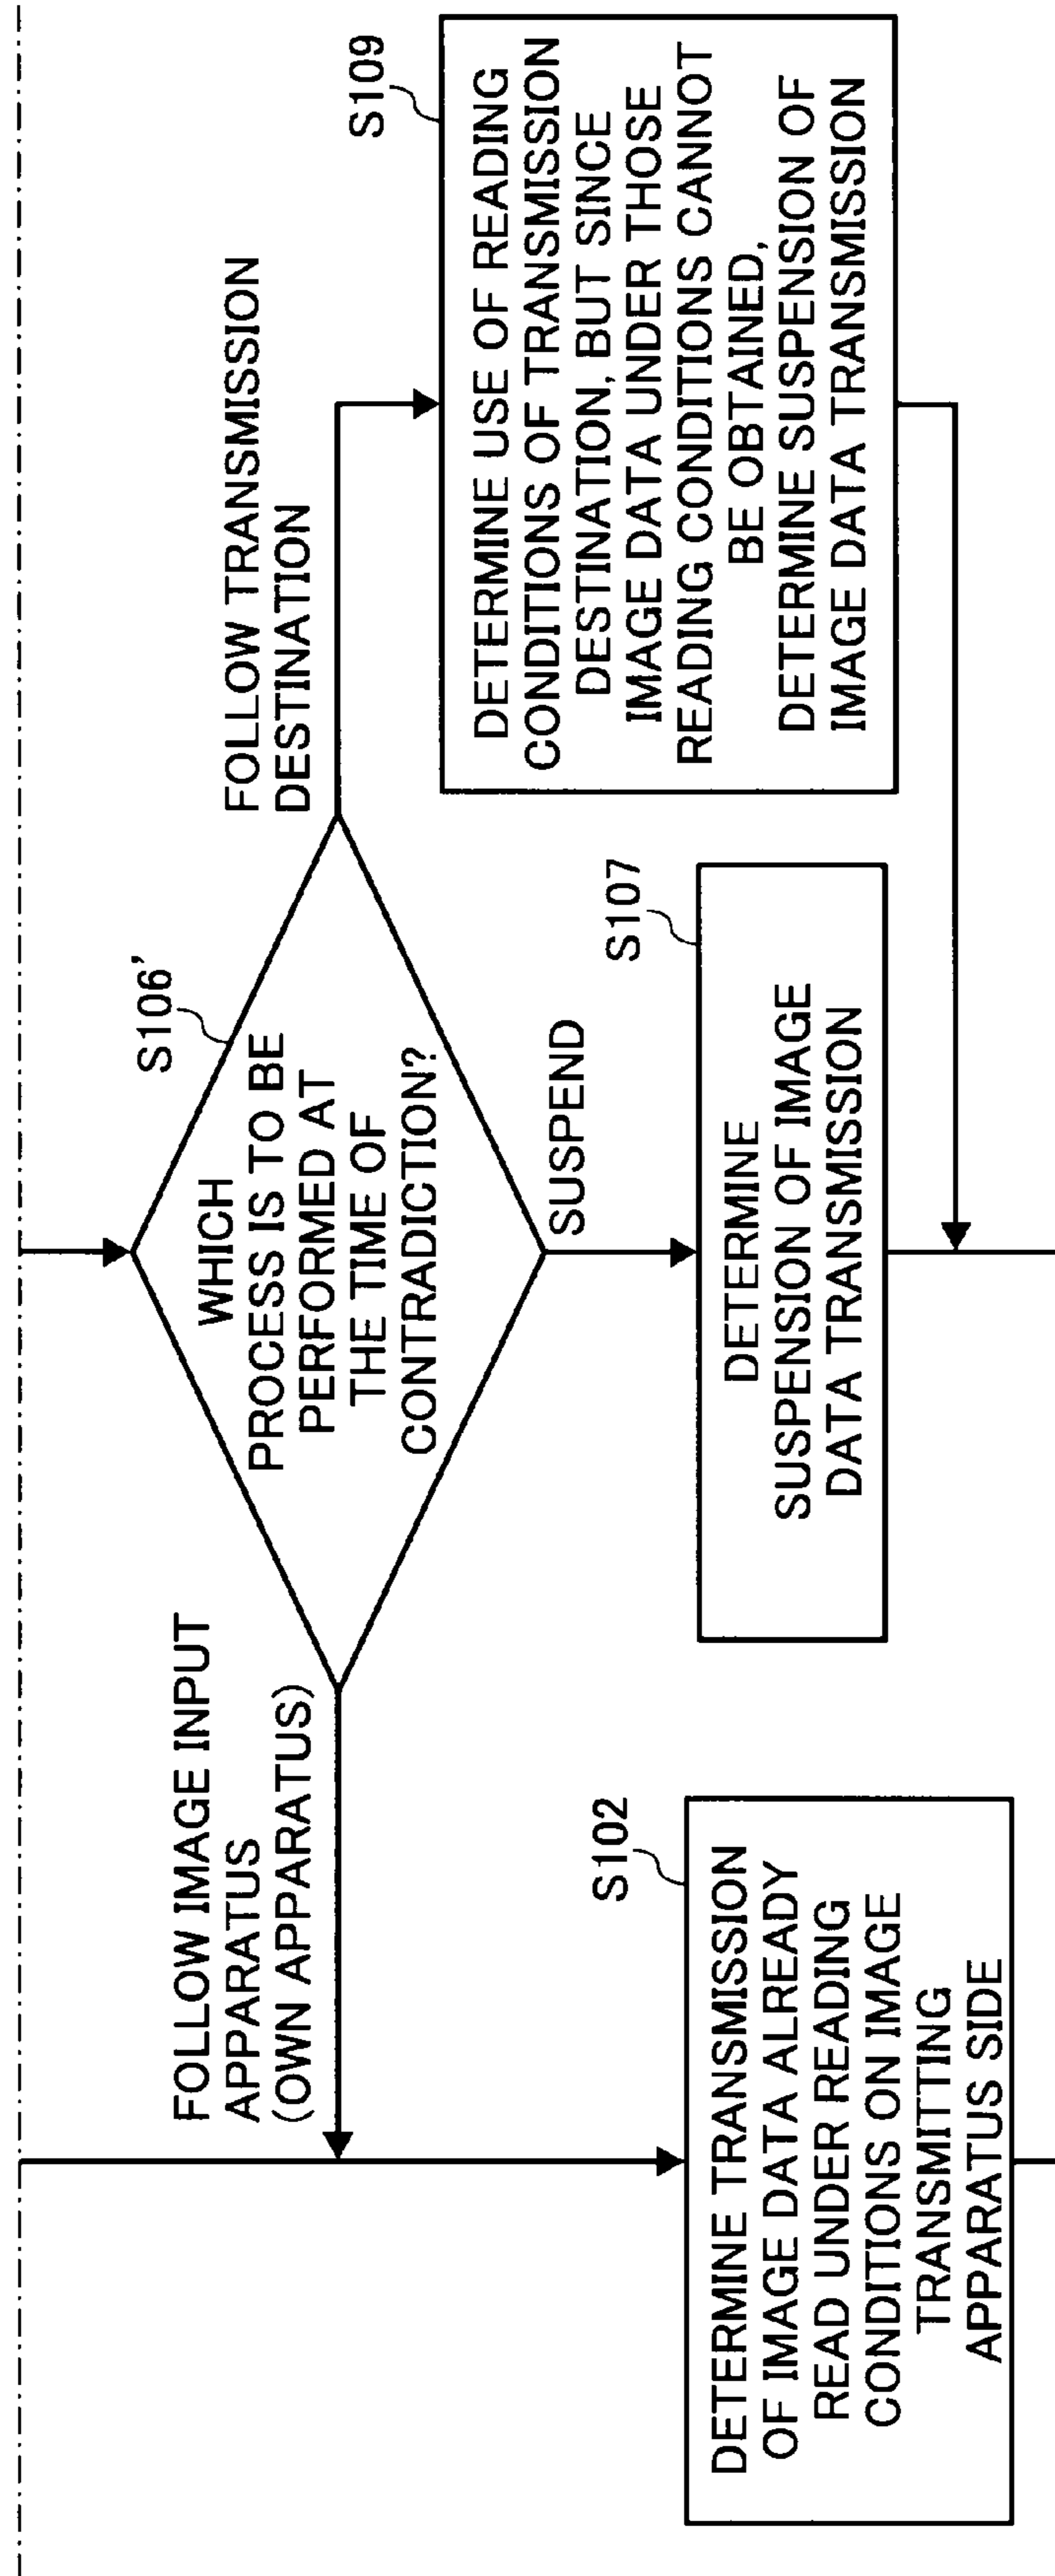 S106'
WHICH
PROCESS IS TO BE
PERFORMED AT
THE TIME OF
CONTRADICTION?
FOLLOW IMAGE INPUT
APPARATUS
(OWN APPARATUS)
FOLLOW TRANSMISSION
DESTINATION
SUSPEND
S102
DETERMINE TRANSMISSION
OF IMAGE DATA ALREADY
READ UNDER READING
CONDITIONS ON IMAGE
TRANSMITTING
APPARATUS SIDE
S107
DETERMINE
SUSPENSION OF IMAGE
DATA TRANSMISSION
S109
DETERMINE USE OF READING
CONDITIONS OF TRANSMISSION
DESTINATION, BUT SINCE
IMAGE DATA UNDER THOSE
READING CONDITIONS CANNOT
BE OBTAINED,
DETERMINE SUSPENSION OF
IMAGE DATA TRANSMISSION